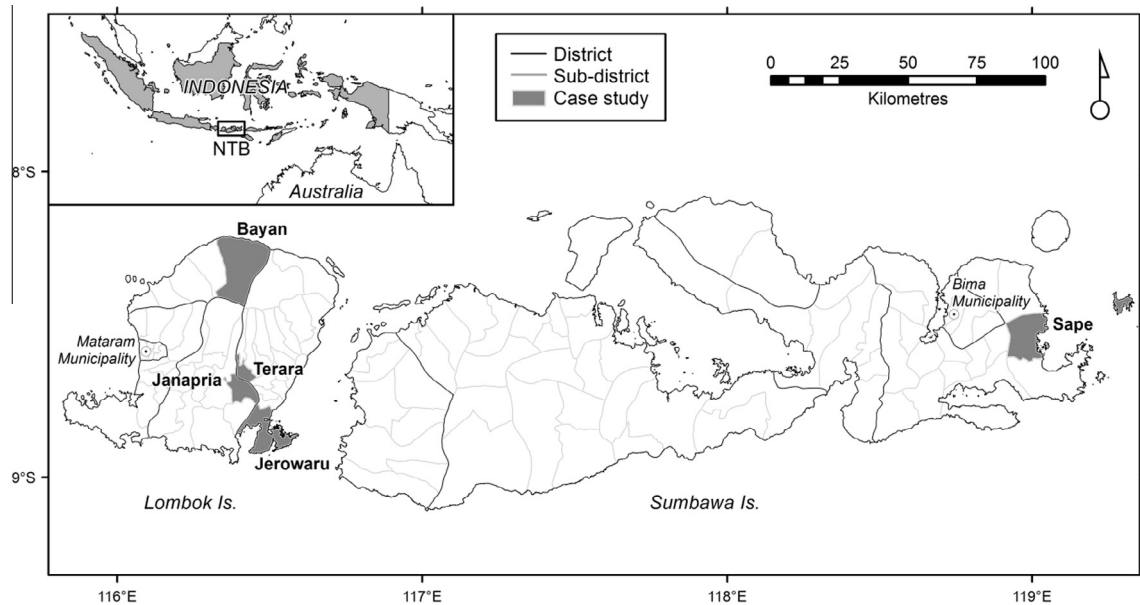 INDONESIA
NTB
Australia
District
Sub-district
Case study
0 25 50 75 100
Kilometres
8°S
Bayan
Bima
Municipality
Sape
Mataram
Municipality
Terara
Janapria
Jerowaru
9°S
Lombok Is.
Sumbawa Is.
116°E 117°E 118°E 119°E